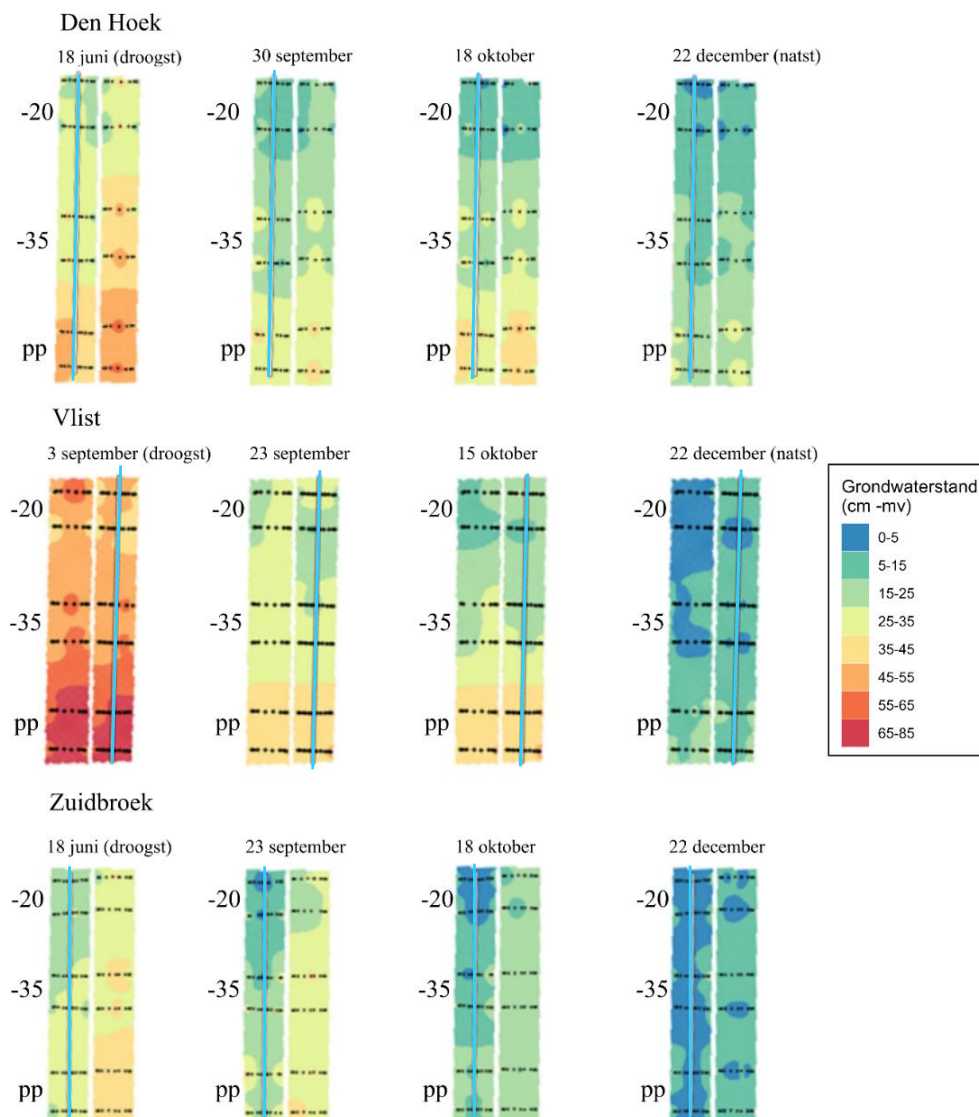 Den Hoek
18 juni (droogst)
30 september
18 oktober
22 december (natst)
-20
-20
-20
-20
-35
-35
-35
-35
pp
pp
pp
pp
Vlist
3 september (droogst)
23 september
15 oktober
22 december (natst)
-20
-20
-20
-20
-35
-35
-35
-35
pp
pp
pp
pp
Grondwaterstand
(cm -mv)
0-5
5-15
15-25
25-35
35-45
45-55
55-65
65-85
Zuidbroek
18 juni (droogst)
23 september
18 oktober
22 december
-20
-20
-20
-20
-35
-35
-35
-35
pp
pp
pp
pp